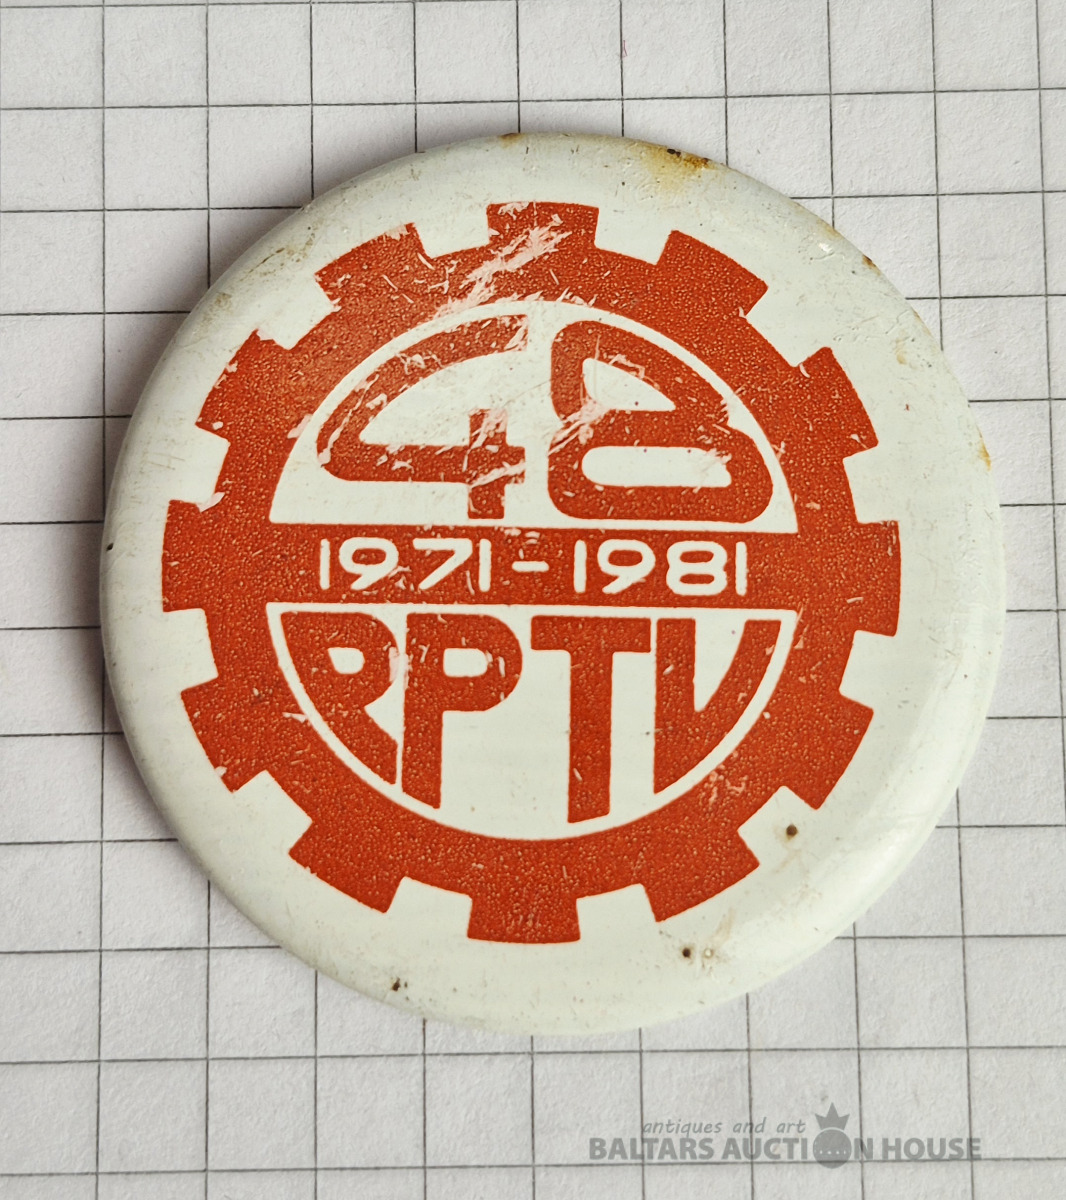 48
1971-1981
RPTV
antiques and art
BALTARS AUCTION HOUSE